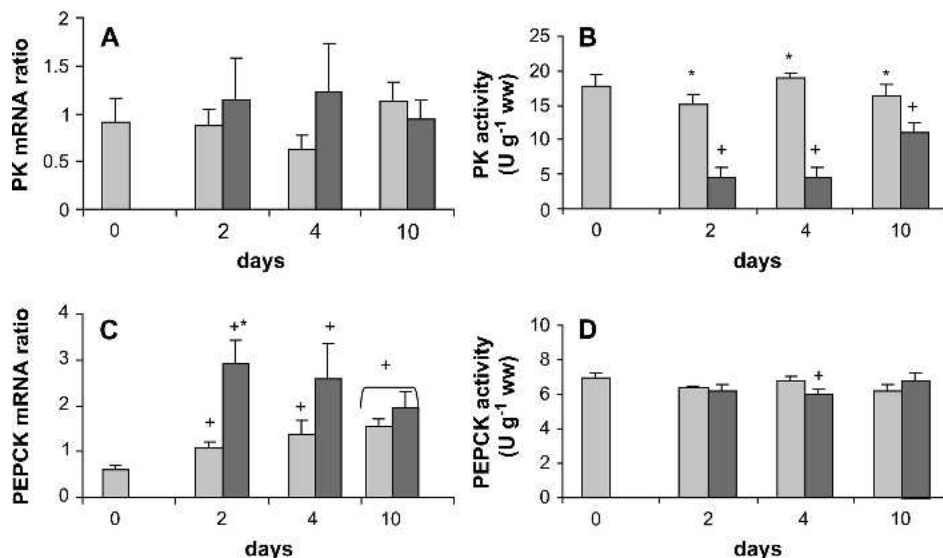 A
PK mRNA ratio
2
1.5
1
0.5
0
0 2 4 10
days
B
PK activity
(U g-1 ww)
25
20
15
10
5
0
* * *
+ + +
0 2 4 10
days
C
PEPCK mRNA ratio
4
3
2
1
0
+ +* + + +
0 2 4 10
days
D
PEPCK activity
(U g-1 ww)
10
8
6
4
2
0
+
0 2 4 10
days